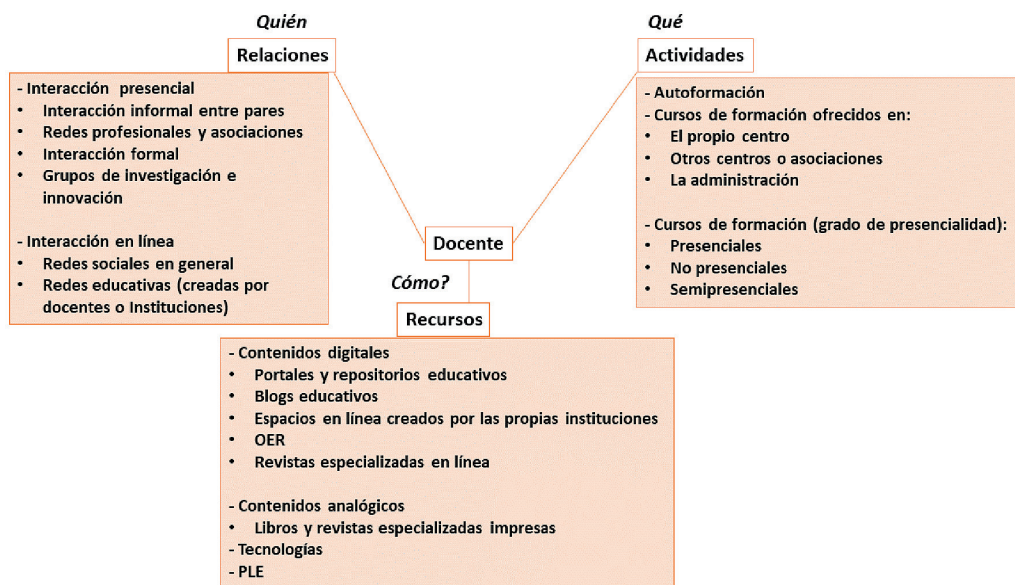 Quién
Relaciones
- Interacción presencial
• Interacción informal entre pares
• Redes profesionales y asociaciones
• Interacción formal
• Grupos de investigación e
innovación
- Interacción en línea
• Redes sociales en general
• Redes educativas (creadas por
docentes o Instituciones)
Qué
Actividades
- Autoformación
- Cursos de formación ofrecidos en:
• El propio centro
• Otros centros o asociaciones
• La administración
- Cursos de formación (grado de presencialidad):
• Presenciales
• No presenciales
• Semipresenciales
Docente
Cómo?
Recursos
- Contenidos digitales
• Portales y repositorios educativos
• Blogs educativos
• Espacios en línea creados por las propias instituciones
• OER
• Revistas especializadas en línea
- Contenidos analógicos
• Libros y revistas especializadas impresas
- Tecnologías
- PLE